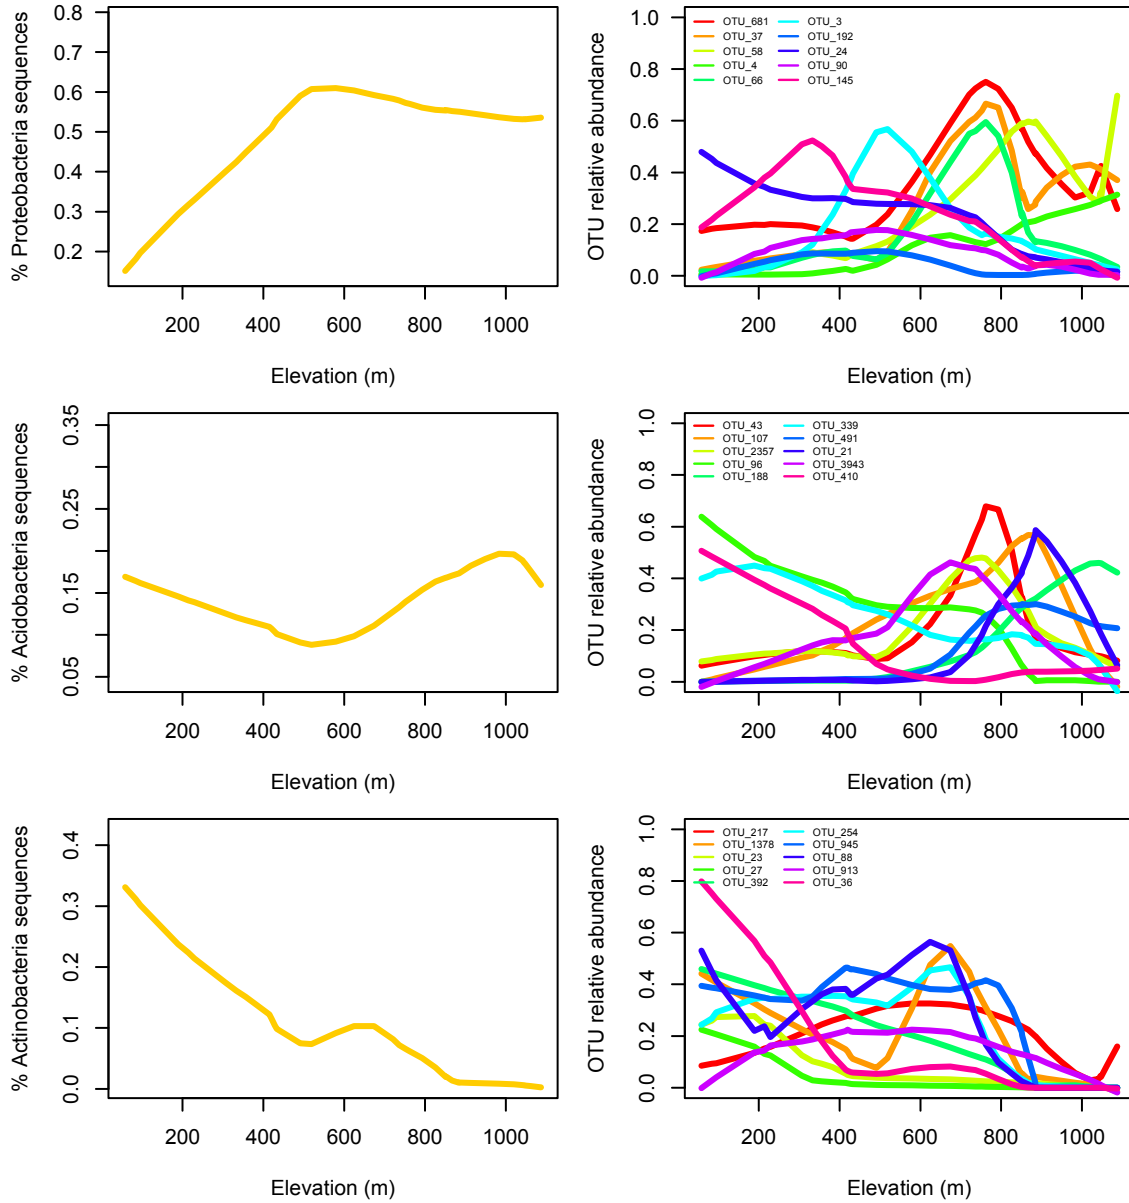 % Proteobacteria sequences
0.8
0.7
0.6
0.5
0.4
0.3
0.2
200 400 600 800 1000
Elevation (m)
OTU relative abundance
1.0
0.8
0.6
0.4
0.2
0.0
OTU_681 OTU_3
OTU_37 OTU_192
OTU_58 OTU_24
OTU_4 OTU_90
OTU_66 OTU_145
200 400 600 800 1000
Elevation (m)
% Acidobacteria sequences
0.35
0.25
0.15
0.05
200 400 600 800 1000
Elevation (m)
OTU relative abundance
1.0
0.8
0.6
0.4
0.2
0.0
OTU_43 OTU_339
OTU_107 OTU_491
OTU_2357 OTU_21
OTU_96 OTU_3943
OTU_188 OTU_410
200 400 600 800 1000
Elevation (m)
% Actinobacteria sequences
0.4
0.3
0.2
0.1
0.0
200 400 600 800 1000
Elevation (m)
OTU relative abundance
1.0
0.8
0.6
0.4
0.2
0.0
OTU_217 OTU_254
OTU_1378 OTU_945
OTU_23 OTU_88
OTU_27 OTU_913
OTU_392 OTU_36
200 400 600 800 1000
Elevation (m)